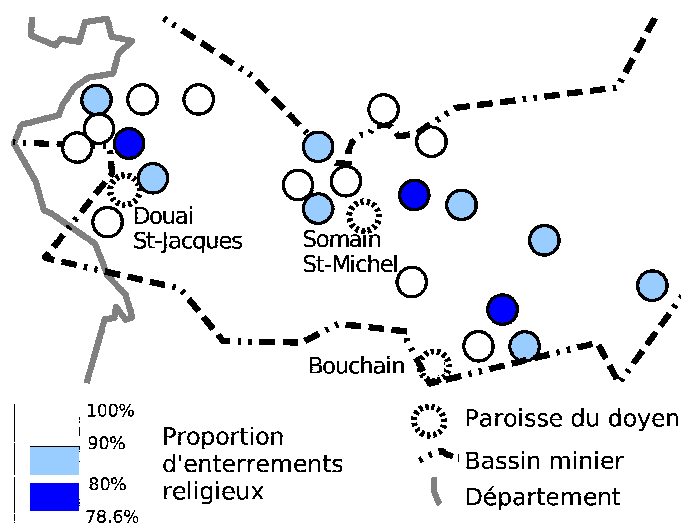 Douai
St-Jacques
Somain
St-Michel
Bouchain
100%
90%
80%
78.6%
Proportion
d'enterrements
religieux
Paroisse du doyen
Bassin minier
Département